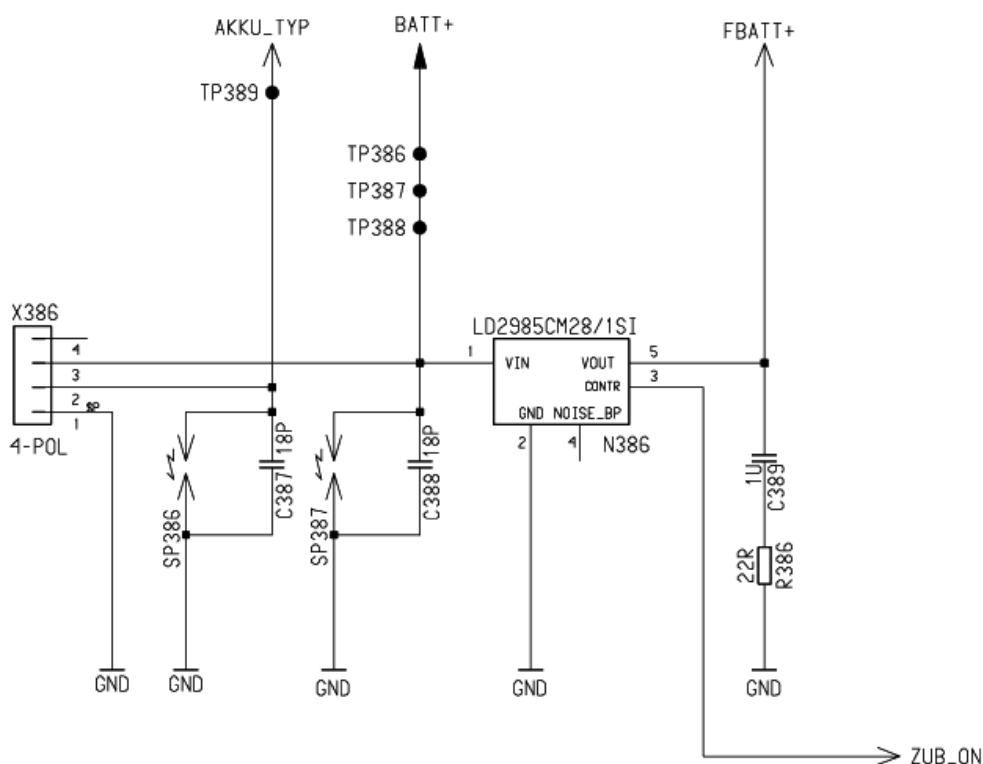 AKKU_TYP
BATT+
FBATT+
TP389
TP386
TP387
TP388
X386
LD2985CM28/1SI
4
1
VIN
VOUT
5
3
CONTR
3
2
SP
1
GND
NOISE_BP
4-POL
2
4
N386
18P
C387
18P
C388
SP386
SP387
1U
C389
22R
R386
GND
GND
GND
GND
GND
ZUB_ON